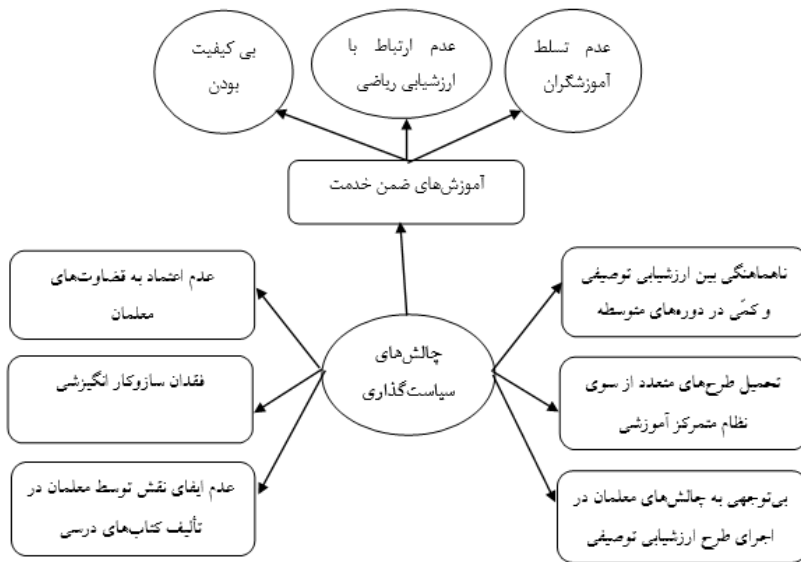 عدم تسلط
آموزشگران
عدم ارتباط با
ارزشیابی ریاضی
بی کیفیت
بودن
آموزش‌های ضمن خدمت
ناهماهنگی بین ارزشیابی توصیفی
و کمّی در دوره‌های متوسطه
عدم اعتماد به قضاوت‌های
معلمان
چالش‌های
سیاست‌گذاری
تحمیل طرح‌های متعدد از سوی
نظام متمرکز آموزشی
فقدان سازوکار انگیزشی
بی‌توجهی به چالش‌های معلمان در
اجرای طرح ارزشیابی توصیفی
عدم ایفای نقش توسط معلمان در
تألیف کتاب‌های درسی